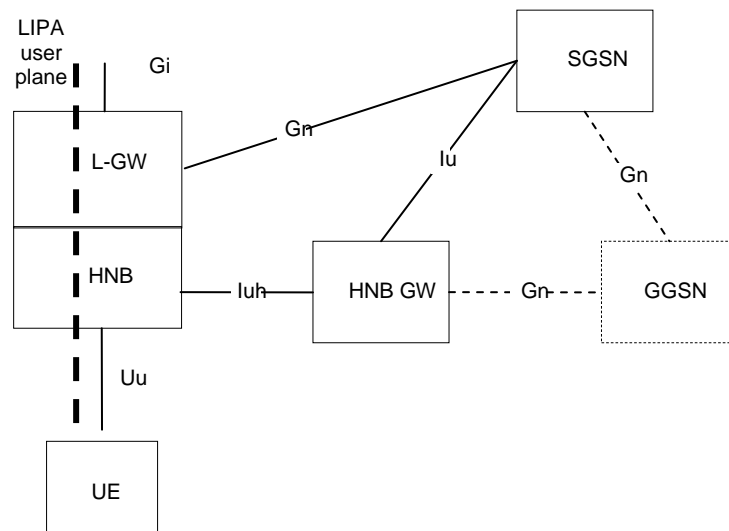 LIPA
user
plane
Gi
SGSN
Gn
L-GW
Iu
Gn
HNB
Iuh
HNB GW
Gn
GGSN
Uu
UE